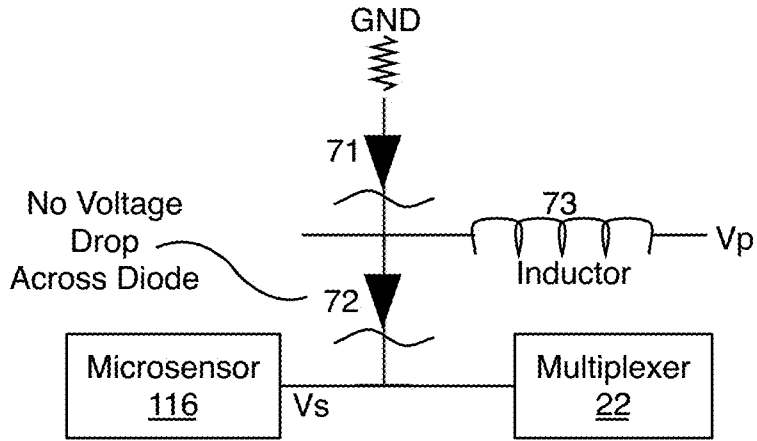 GND
71
No Voltage
Drop
Across Diode
73
Vp
Inductor
72
Microsensor
116
Vs
Multiplexer
22